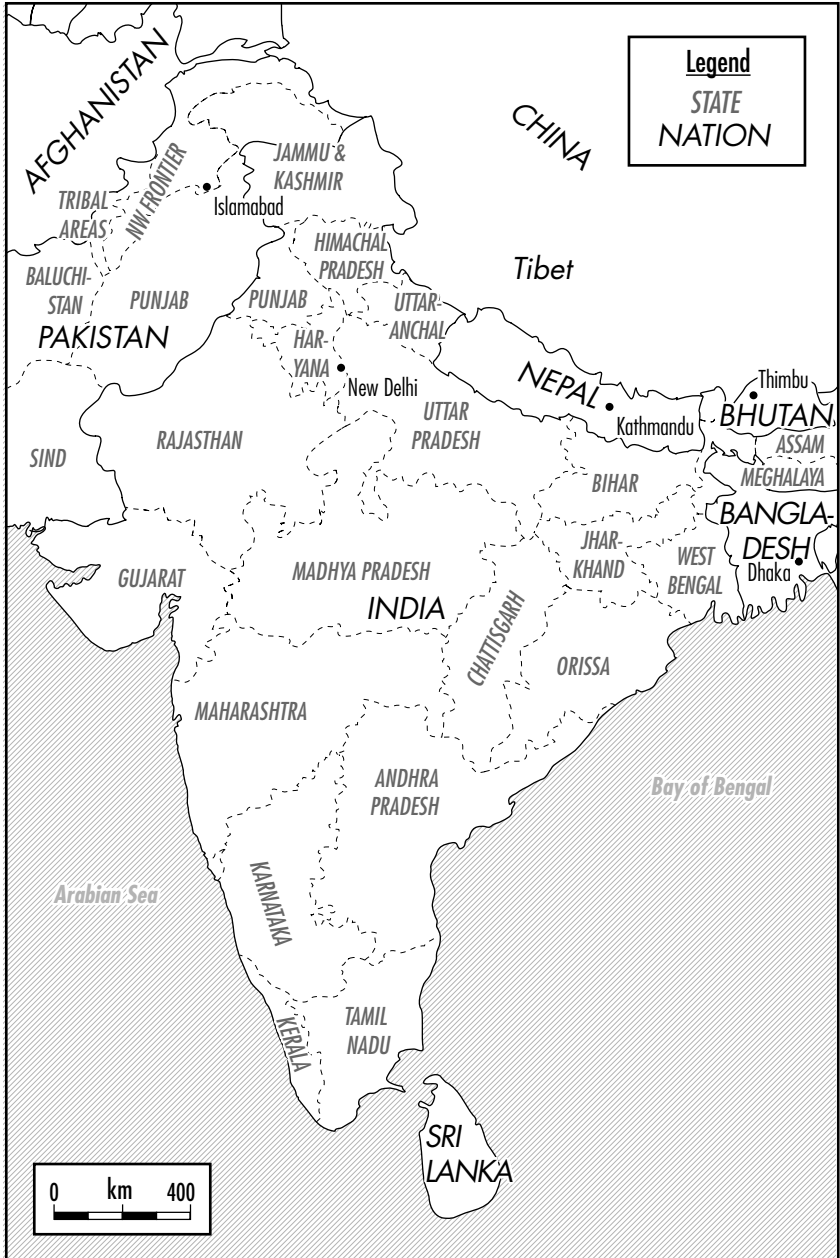 Legend
STATE
NATION
AFGHANISTAN
CHINA
NW FRONTIER
JAMMU &
KASHMIR
Islamabad
TRIBAL
AREAS
HIMACHAL
PRADESH
Tibet
BALUCHI-
STAN
PUNJAB
PUNJAB
UTTAR-
ANCHAL
PAKISTAN
HAR-
YANA
New Delhi
NEPAL
Kathmandu
Thimbu
BHUTAN
SIND
RAJASTHAN
UTTAR
PRADESH
ASSAM
BIHAR
MEGHALAYA
BANGLA-
DESH
Dhaka
GUJARAT
MADHYA PRADESH
JHAR-
KHAND
WEST
BENGAL
INDIA
CHATTISGARH
ORISSA
MAHARASHTRA
ANDHRA
PRADESH
Bay of Bengal
KARNATAKA
Arabian Sea
KERALA
TAMIL
NADU
SRI
LANKA
0 km 400